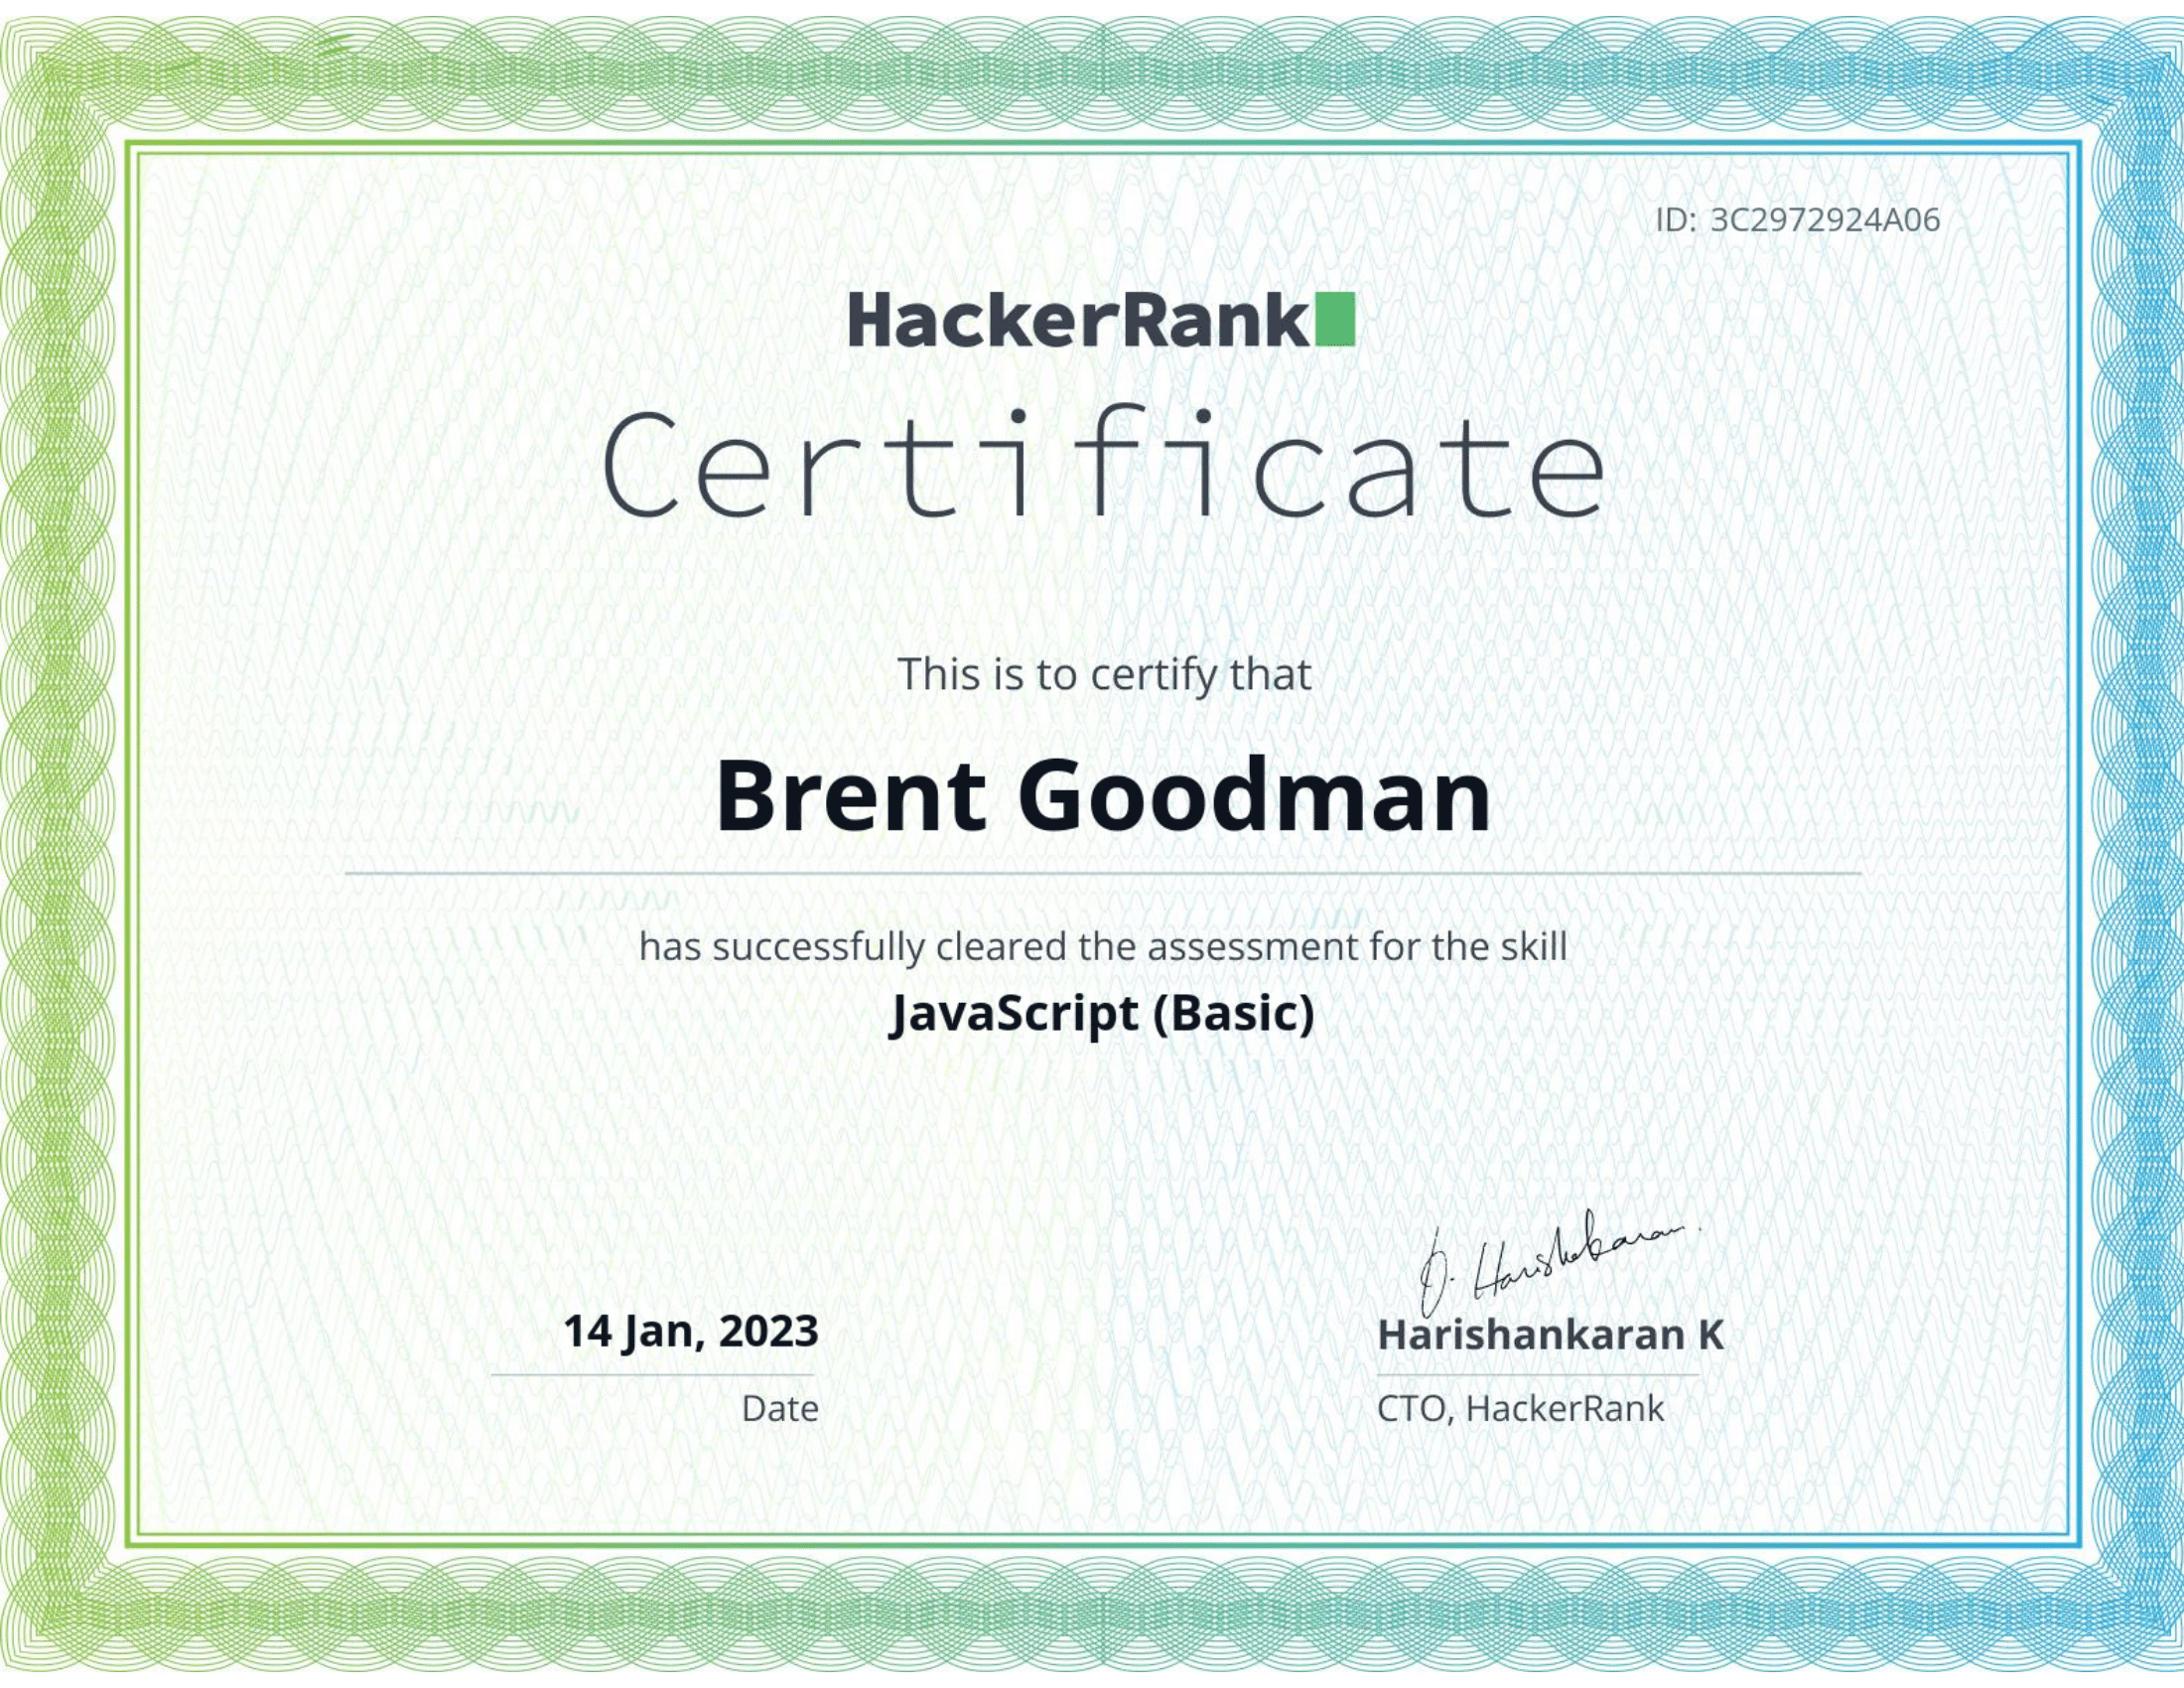 ID: 3C2972924A06
HackerRank
Certificate
This is to certify that
Brent Goodman
has successfully cleared the assessment for the skill
JavaScript (Basic)
D. Harishankaran.
14 Jan, 2023
Harishankaran K
Date
CTO, HackerRank